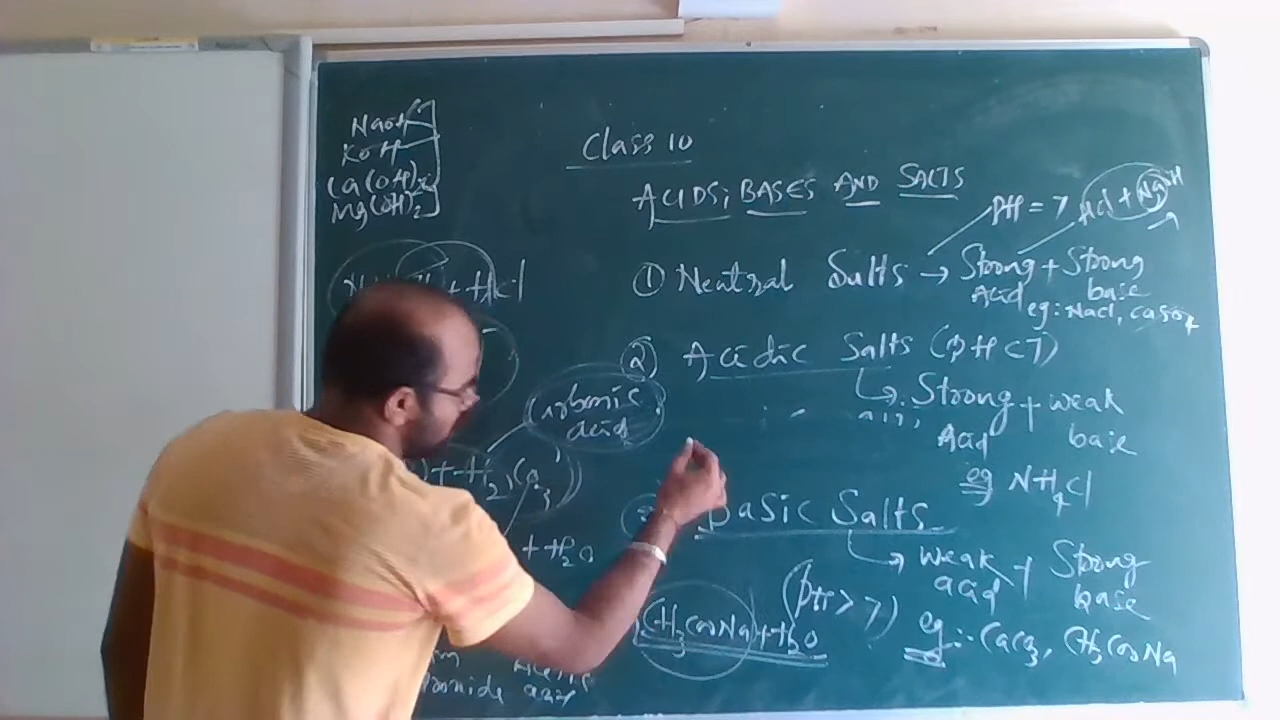 NaOH
KOH
Ca(OH)2
Mg(OH)2
Class 10
ACIDS, BASES AND SALTS
PH = 7 HCl + NaOH
① Neutral Salts → Strong + Strong
Acid base
eg: NaCl, CaSO4
+ HCl
2) Acidic Salts (PH < 7)
Strong + weak
Acid base
eg NH4Cl
Carbonic
acid
+ H2CO3
+ H2O
Basic Salts
→ Weak + Strong
acid base
(PH > 7)
eg:- CaCO3, CH3COONa
CH3COONa + H2O